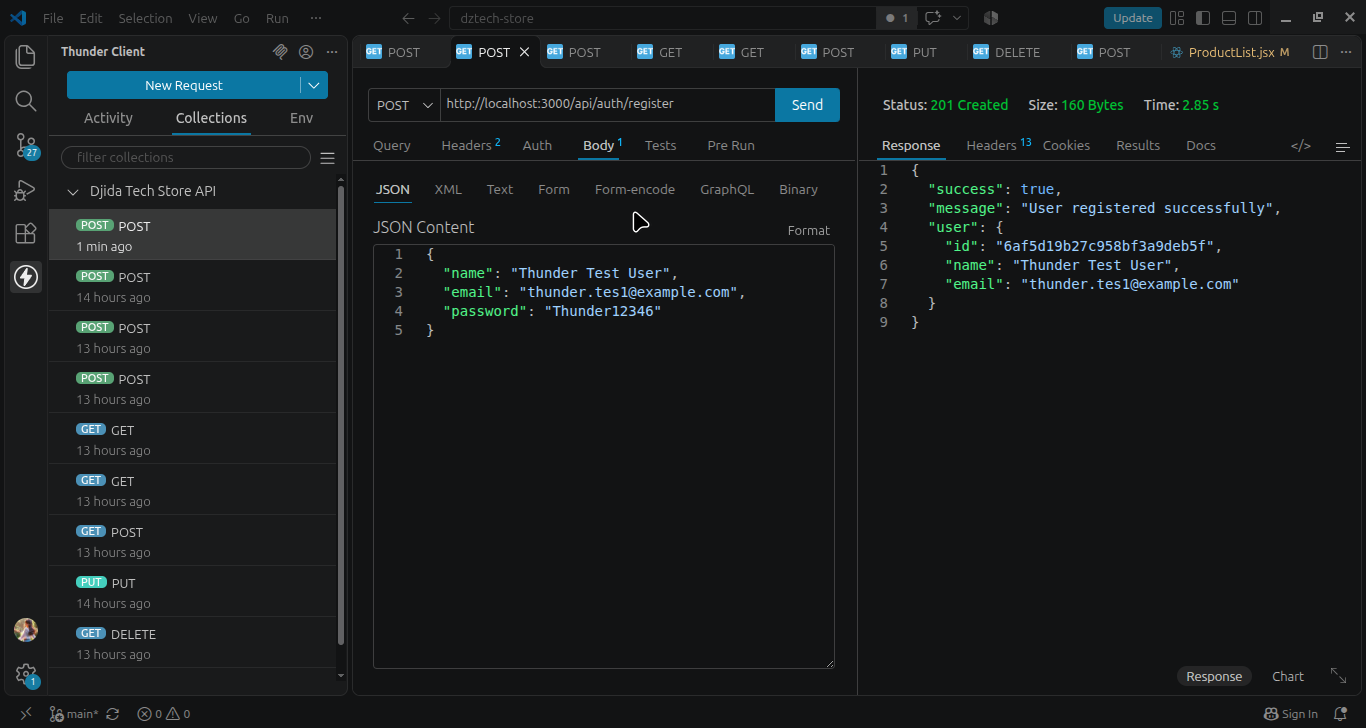 File Edit Selection View Go Run ··· dztech-store 1 Update
Thunder Client
New Request
Activity Collections Env
filter collections
Djida Tech Store API
POST POST
1 min ago
POST POST
14 hours ago
POST POST
13 hours ago
POST POST
13 hours ago
GET GET
13 hours ago
GET GET
13 hours ago
GET POST
13 hours ago
PUT PUT
14 hours ago
GET DELETE
13 hours ago
27
1
GET POST GET POST GET POST GET GET GET GET GET POST GET PUT GET DELETE GET POST ProductList.jsx M
POST http://localhost:3000/api/auth/register Send
Query Headers 2 Auth Body 1 Tests Pre Run
JSON XML Text Form Form-encode GraphQL Binary
JSON Content Format
1 {
2 "name": "Thunder Test User",
3 "email": "thunder.tes1@example.com",
4 "password": "Thunder12346"
5 }
Status: 201 Created Size: 160 Bytes Time: 2.85 s
Response Headers 13 Cookies Results Docs </>
1 {
2 "success": true,
3 "message": "User registered successfully",
4 "user": {
5 "id": "6af5d19b27c958bf3a9deb5f",
6 "name": "Thunder Test User",
7 "email": "thunder.tes1@example.com"
8 }
9 }
Response Chart
main* 0 0 Sign In